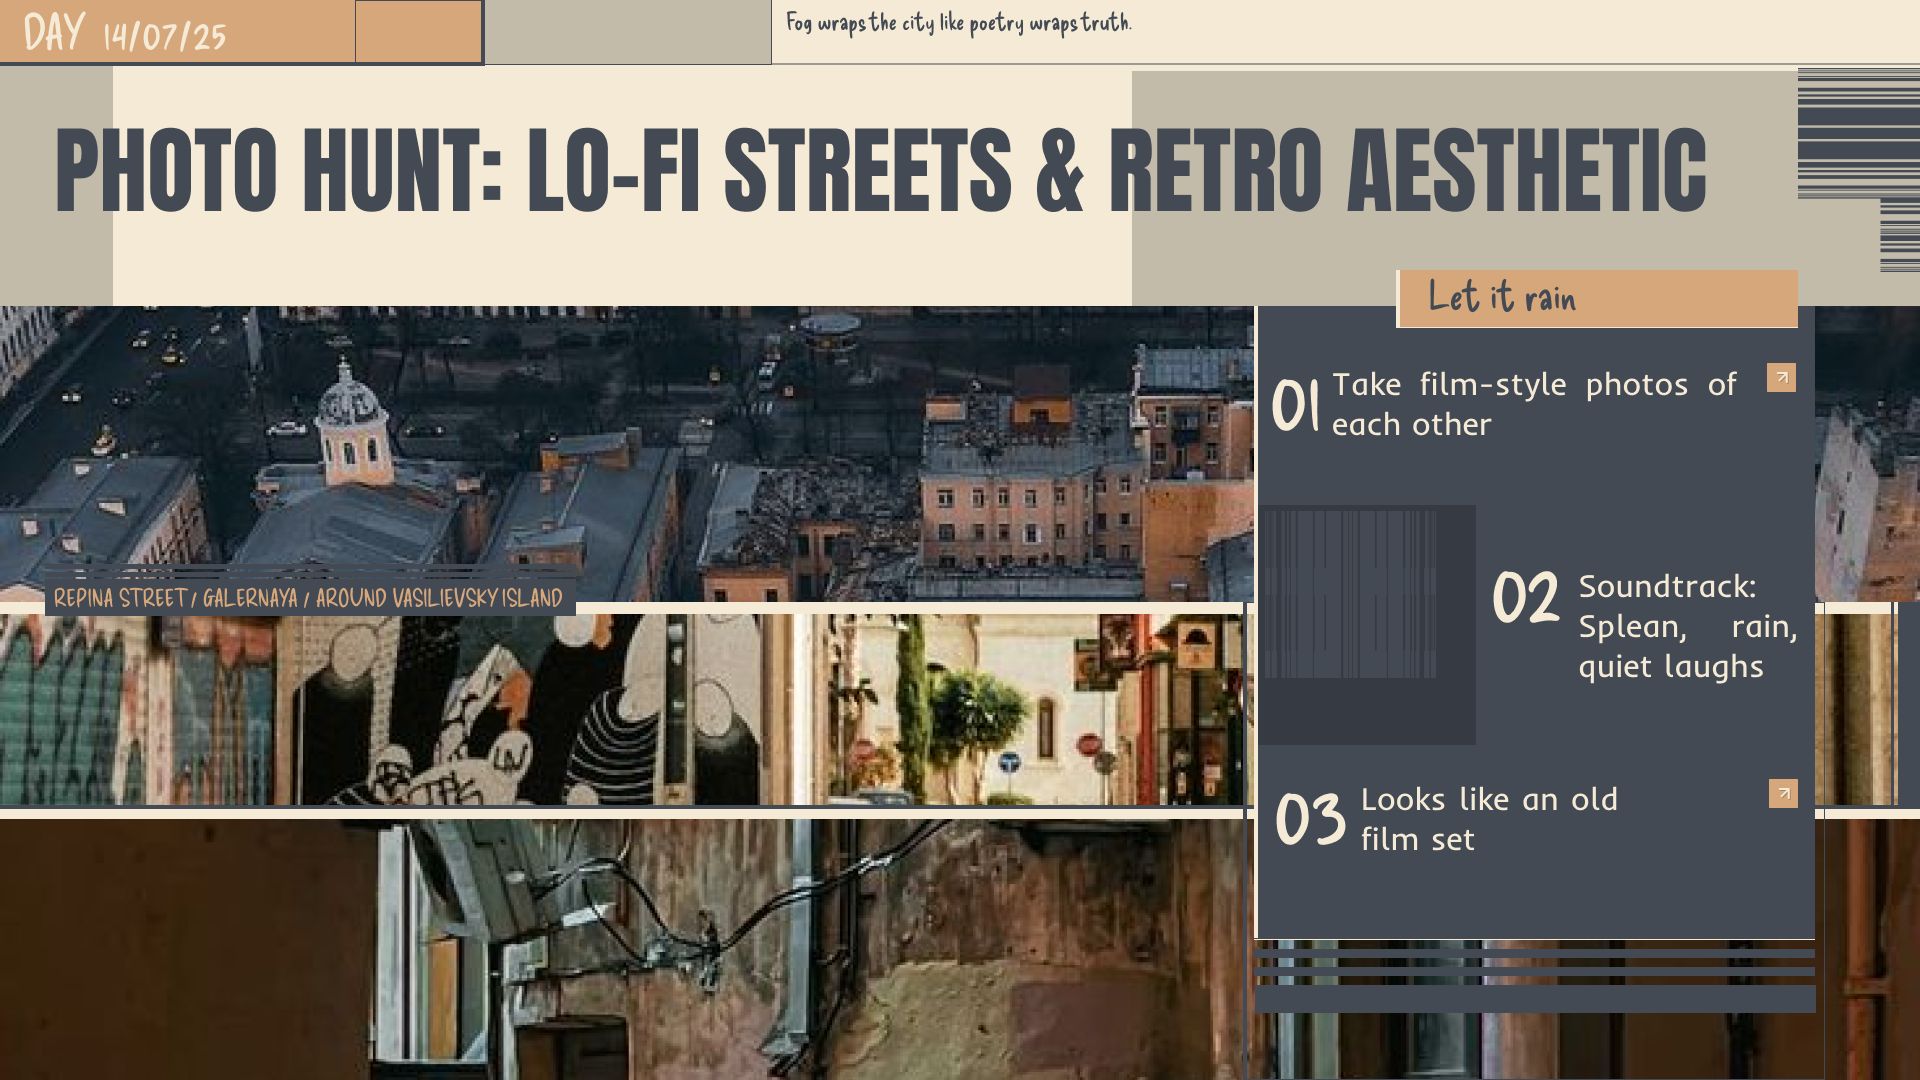 DAY 14/07/25
Fog wraps the city like poetry wraps truth.
PHOTO HUNT: LO-FI STREETS & RETRO AESTHETIC
Let it rain
01 Take film-style photos of
each other
REPINA STREET / GALERNAYA / AROUND VASILIEVSKY ISLAND
02 Soundtrack:
Splean, rain,
quiet laughs
03 Looks like an old
film set